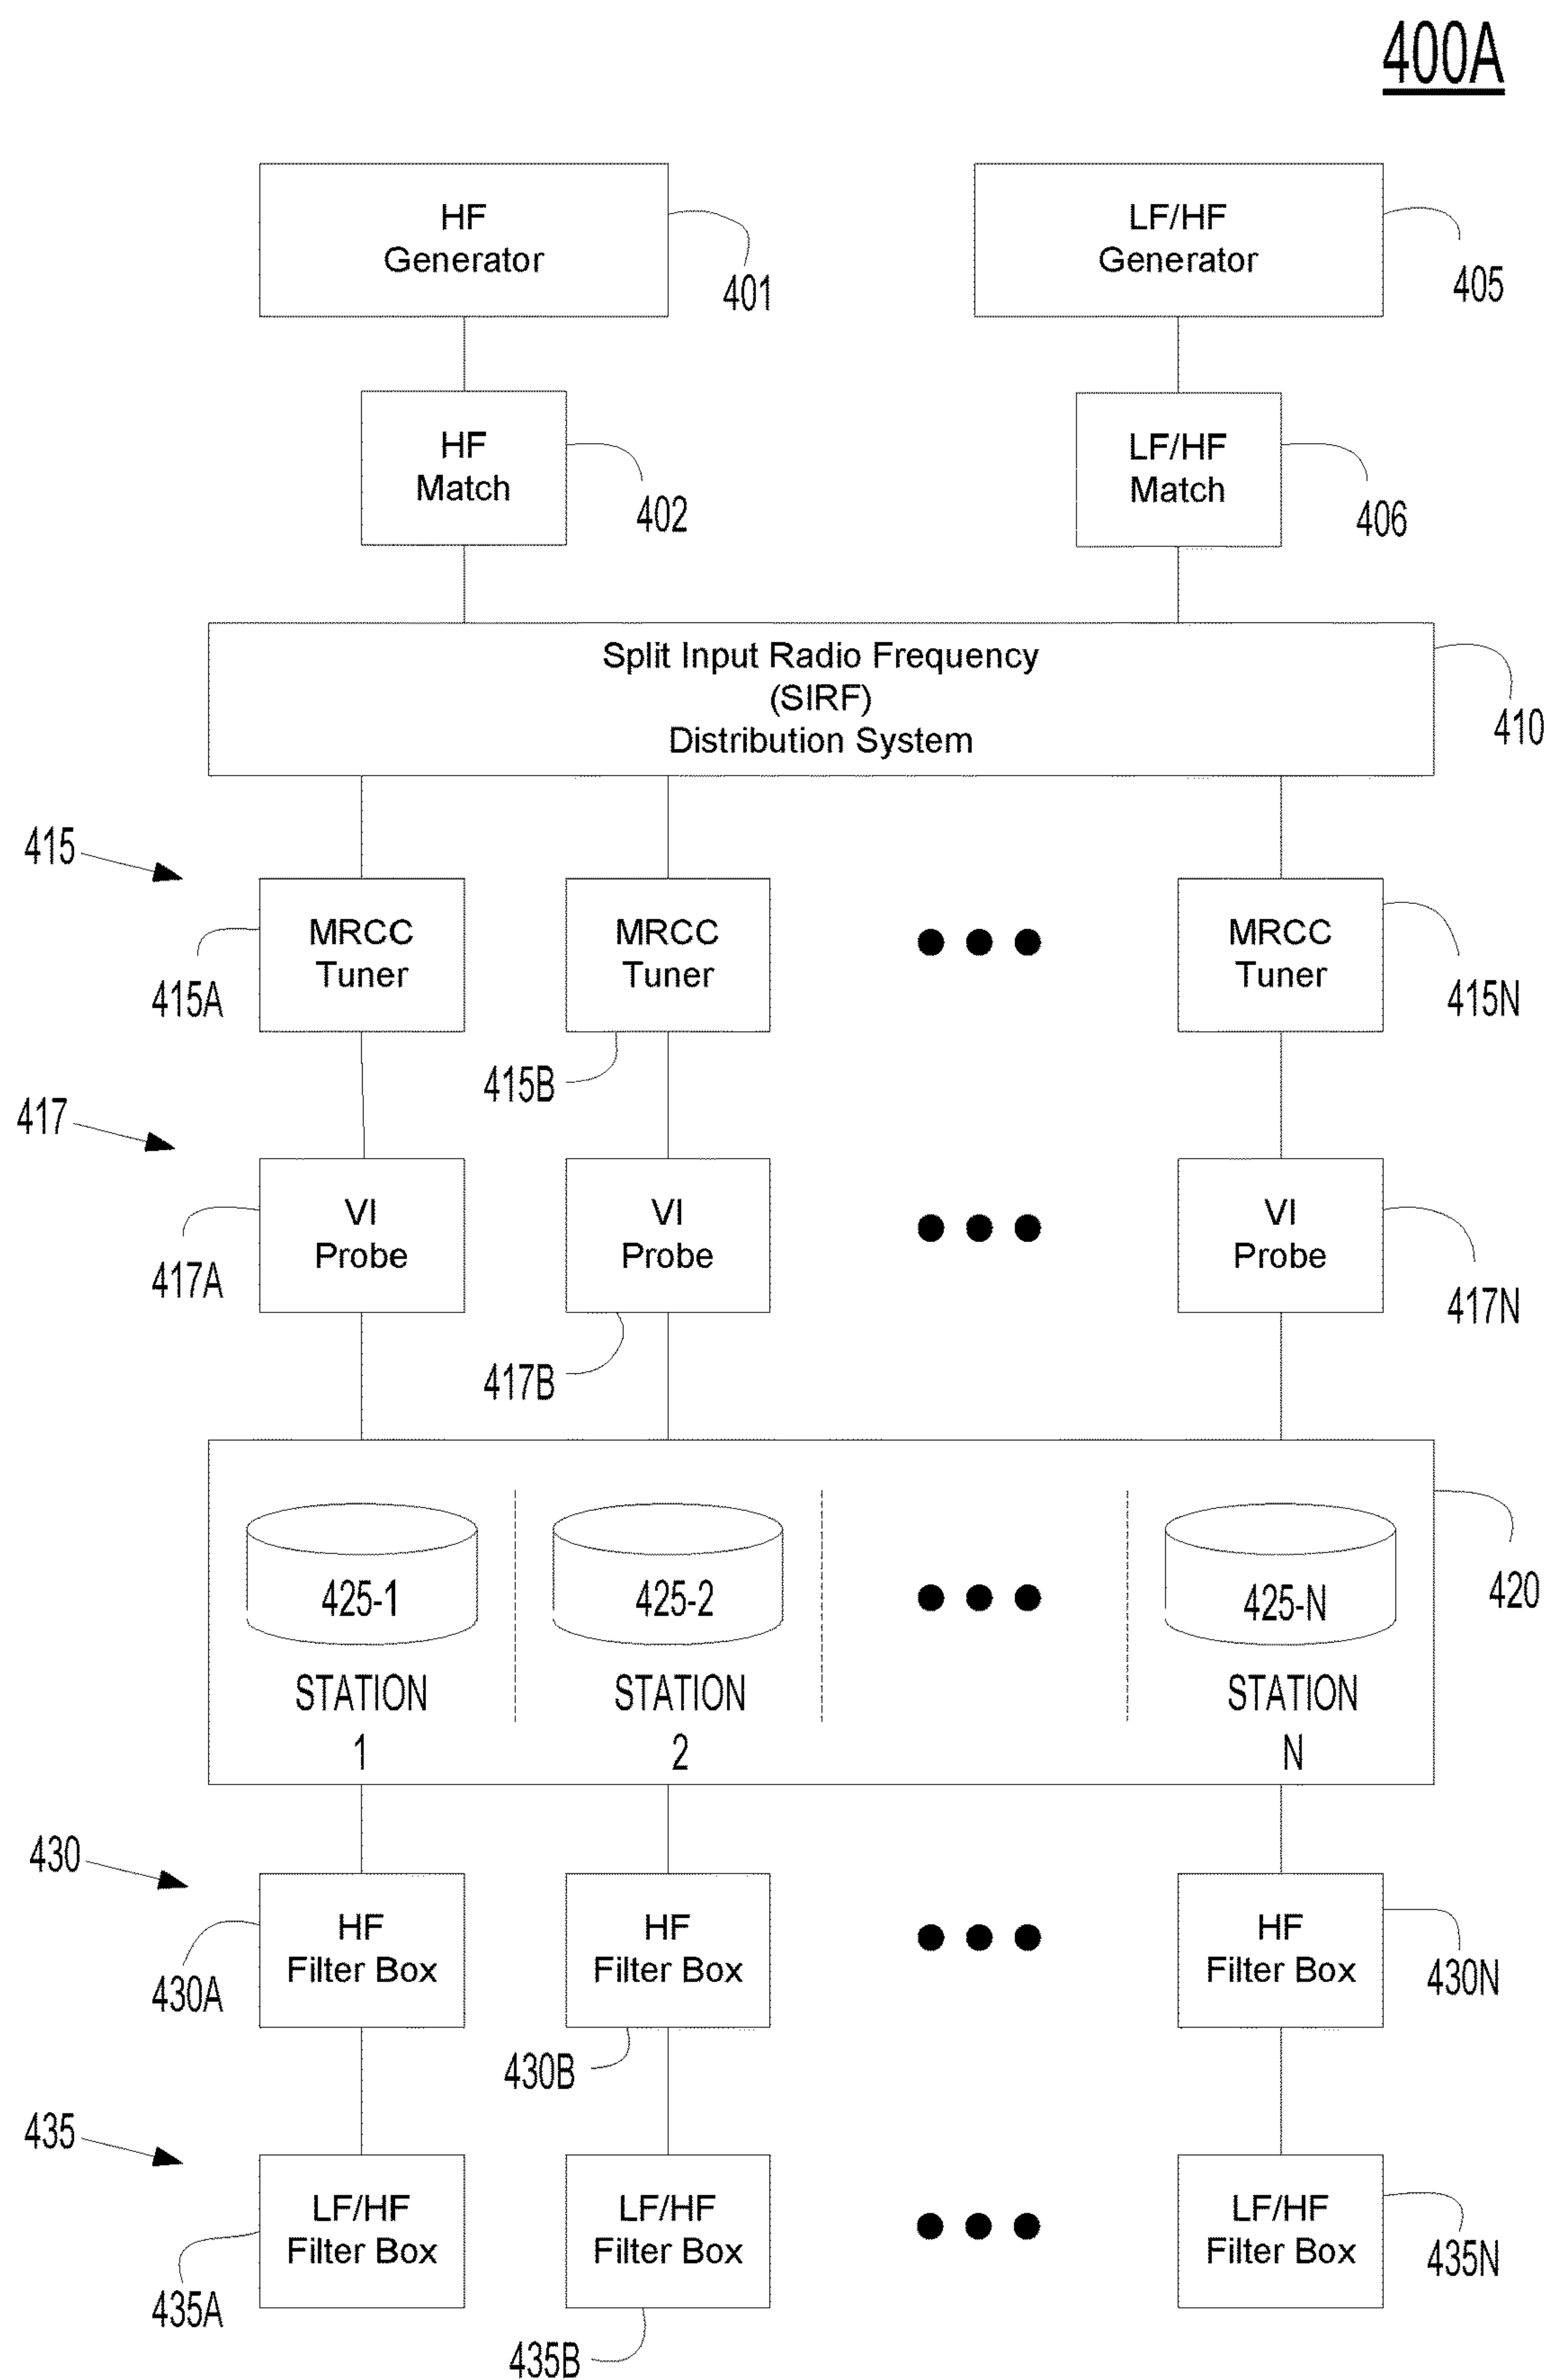 400A
HF
Generator
401
LF/HF
Generator
405
HF
Match
402
LF/HF
Match
406
Split Input Radio Frequency
(SIRF)
Distribution System
410
415
MRCC
Tuner
415A
MRCC
Tuner
415B
MRCC
Tuner
415N
417
VI
Probe
417A
VI
Probe
417B
VI
Probe
417N
425-1
STATION
1
425-2
STATION
2
425-N
STATION
N
420
430
HF
Filter Box
430A
HF
Filter Box
430B
HF
Filter Box
430N
435
LF/HF
Filter Box
435A
LF/HF
Filter Box
435B
LF/HF
Filter Box
435N